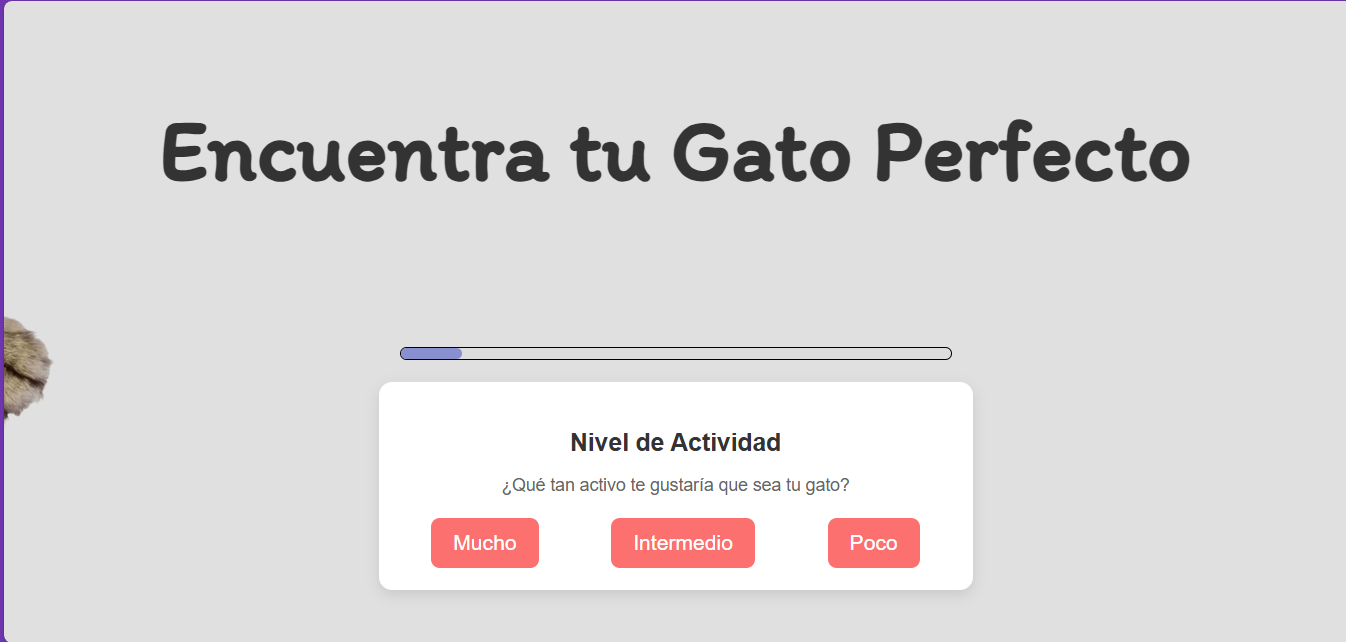 Encuentra tu Gato Perfecto
Nivel de Actividad
¿Qué tan activo te gustaría que sea tu gato?
Mucho
Intermedio
Poco